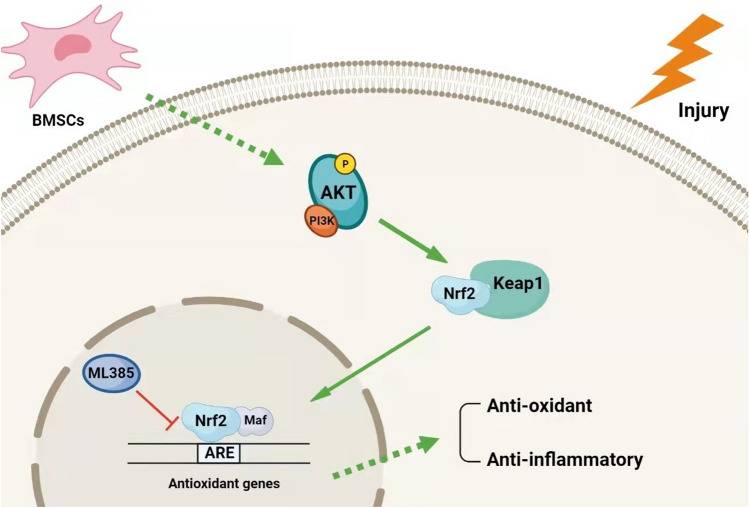 BMSCs
Injury
P
AKT
PI3K
Nrf2
Keap1
ML385
Nrf2
Maf
ARE
Antioxidant genes
Anti-oxidant
Anti-inflammatory